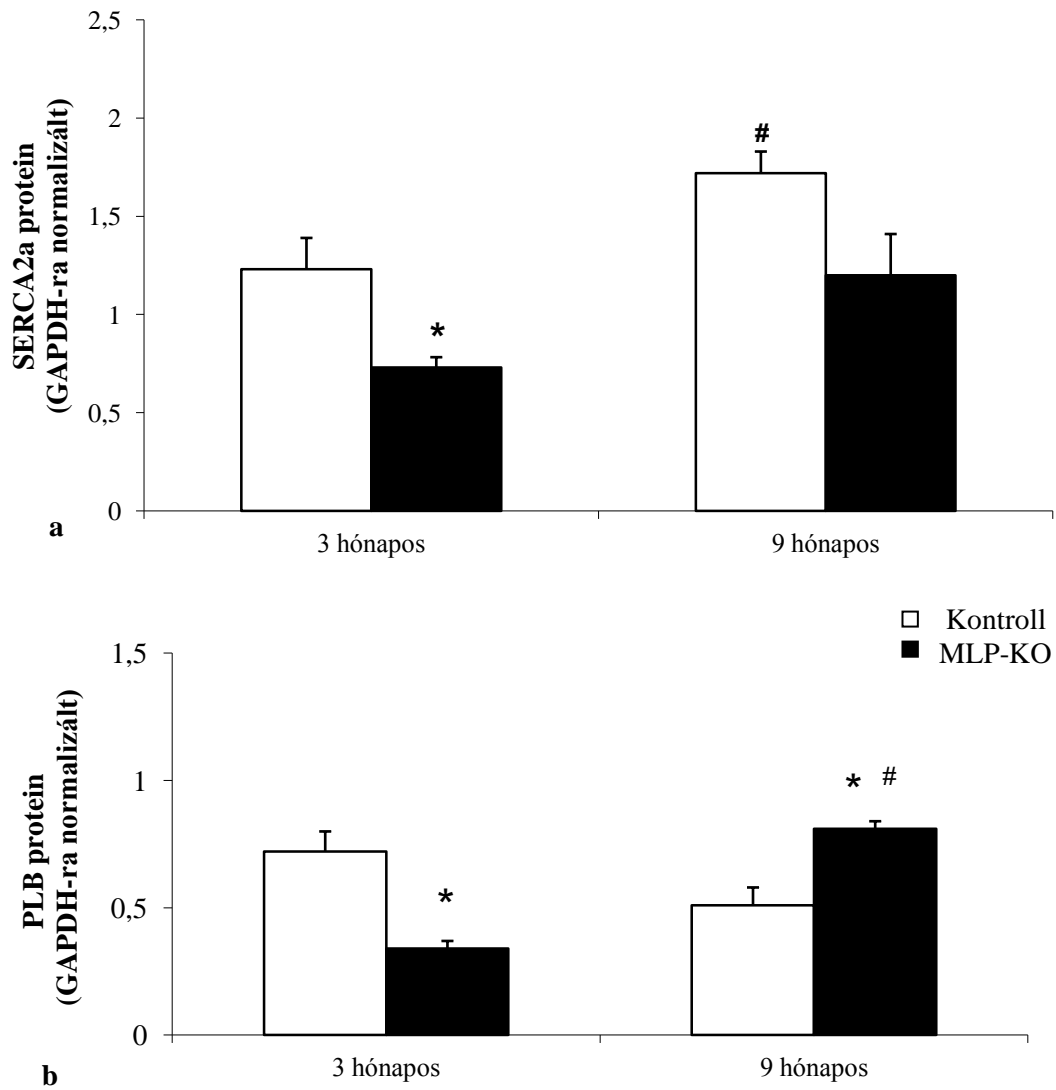 2,5
2
1,5
1
0,5
0
SERCA2a protein
(GAPDH-ra normalizált)
#
*
a
3 hónapos
9 hónapos
Kontroll
MLP-KO
1,5
1
0,5
0
PLB protein
(GAPDH-ra normalizált)
* #
*
3 hónapos
9 hónapos
b